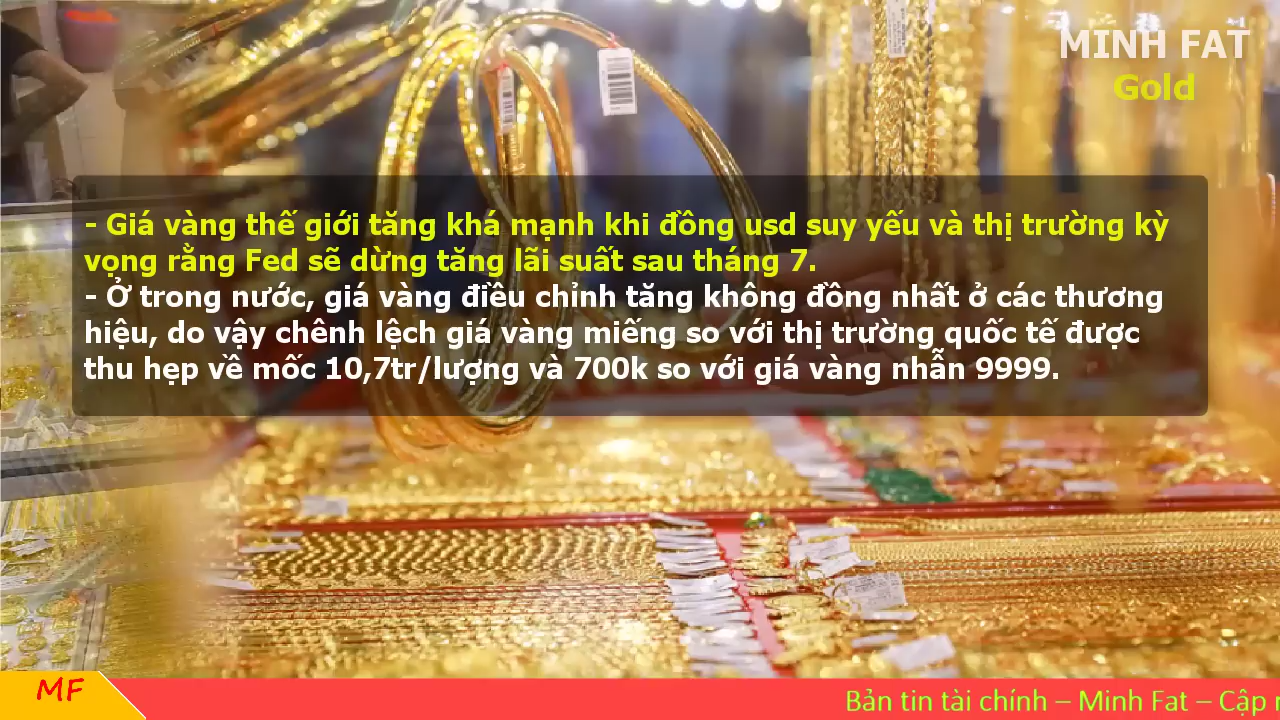 MINH FAT
Gold
- Giá vàng thế giới tăng khá mạnh khi đồng usd suy yếu và thị trường kỳ
vọng rằng Fed sẽ dừng tăng lãi suất sau tháng 7.
- Ở trong nước, giá vàng điều chỉnh tăng không đồng nhất ở các thương
hiệu, do vậy chênh lệch giá vàng miếng so với thị trường quốc tế được
thu hẹp về mốc 10,7tr/lượng và 700k so với giá vàng nhẫn 9999.
MF
Bản tin tài chính – Minh Fat – Cập